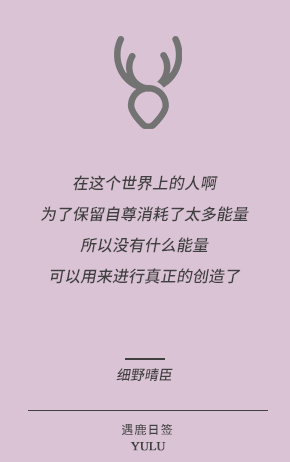 在这个世界上的人啊
为了保留自尊消耗了太多能量
所以没有什么能量
可以用来进行真正的创造了
细野晴臣
遇鹿日签
YULU